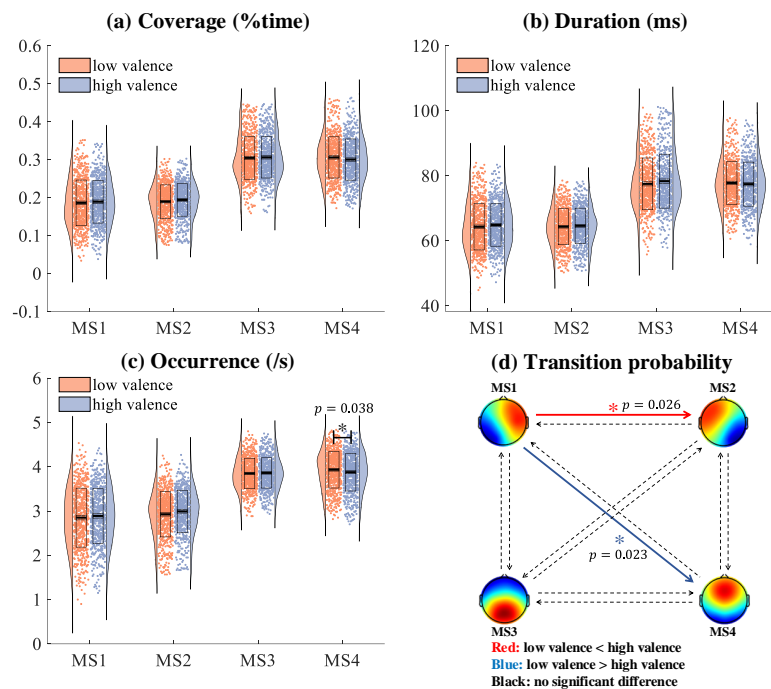 (a) Coverage (%time)
0.6
0.5
0.4
0.3
0.2
0.1
0
-0.1
low valence
high valence
MS1 MS2 MS3 MS4
(b) Duration (ms)
120
100
80
60
40
low valence
high valence
MS1 MS2 MS3 MS4
(c) Occurrence (/s)
6
5
4
3
2
1
0
low valence
high valence
p = 0.038
*
MS1 MS2 MS3 MS4
(d) Transition probability
MS1 MS2
* p = 0.026
*
p = 0.023
MS3 MS4
Red: low valence < high valence
Blue: low valence > high valence
Black: no significant difference